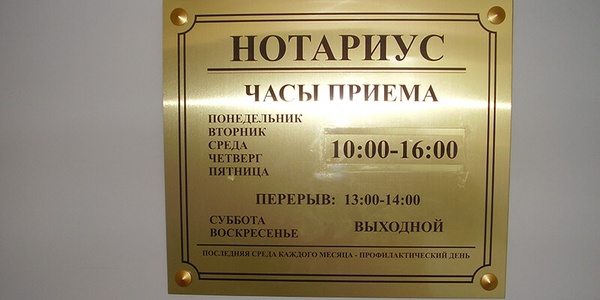 НОТАРИУС
ЧАСЫ ПРИЕМА
ПОНЕДЕЛЬНИК
ВТОРНИК
СРЕДА
ЧЕТВЕРГ
ПЯТНИЦА
10:00-16:00
ПЕРЕРЫВ: 13:00-14:00
СУББОТА
ВОСКРЕСЕНЬЕ
ВЫХОДНОЙ
ПОСЛЕДНЯЯ СРЕДА КАЖДОГО МЕСЯЦА - ПРОФИЛАКТИЧЕСКИЙ ДЕНЬ